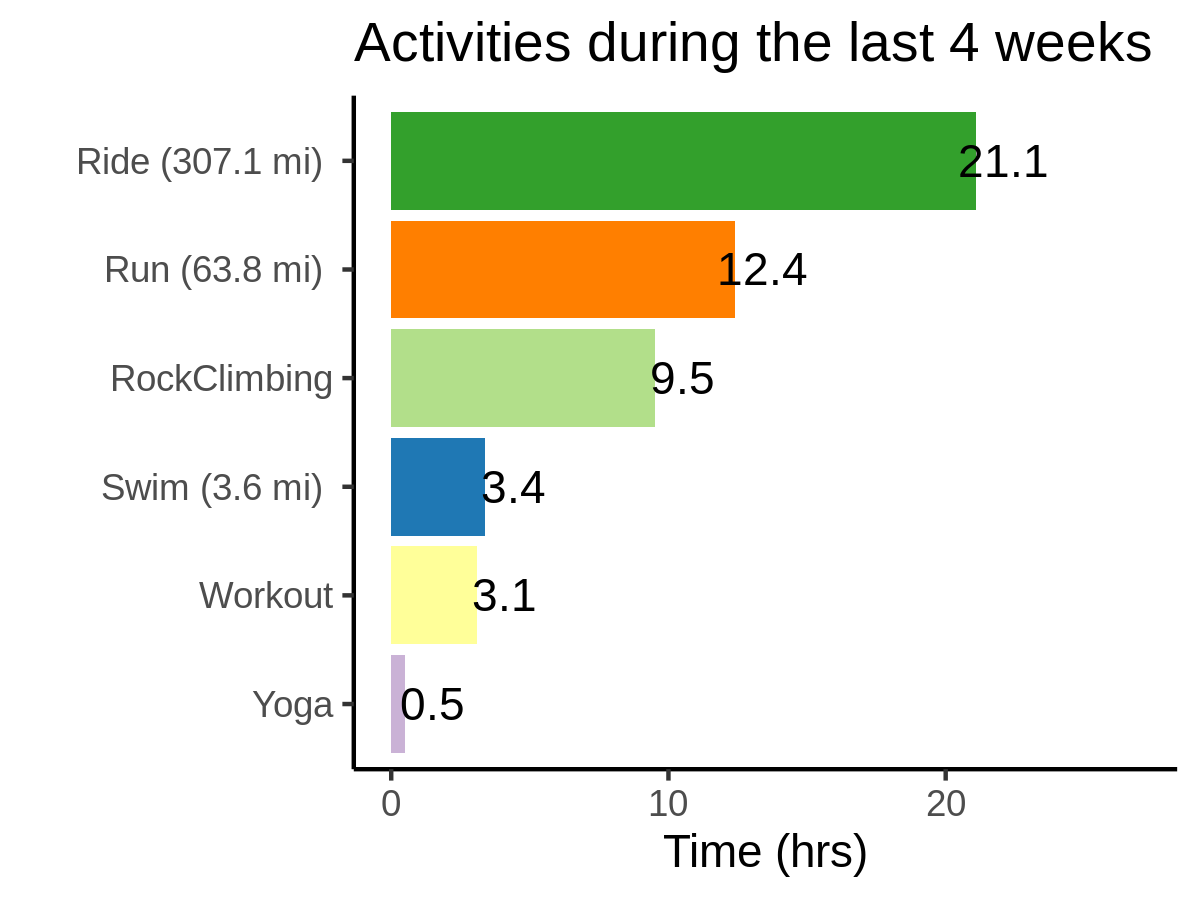 Activities during the last 4 weeks
Ride (307.1 mi)
21.1
Run (63.8 mi)
12.4
RockClimbing
9.5
Swim (3.6 mi)
3.4
Workout
3.1
Yoga
0.5
0 10 20
Time (hrs)